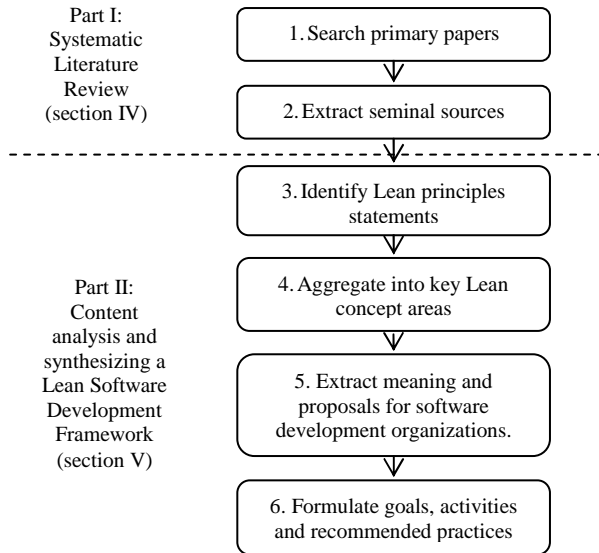 Part I:
Systematic
Literature
Review
(section IV)
1. Search primary papers
2. Extract seminal sources
3. Identify Lean principles
statements
Part II:
Content
analysis and
synthesizing a
Lean Software
Development
Framework
(section V)
4. Aggregate into key Lean
concept areas
5. Extract meaning and
proposals for software
development organizations.
6. Formulate goals, activities
and recommended practices